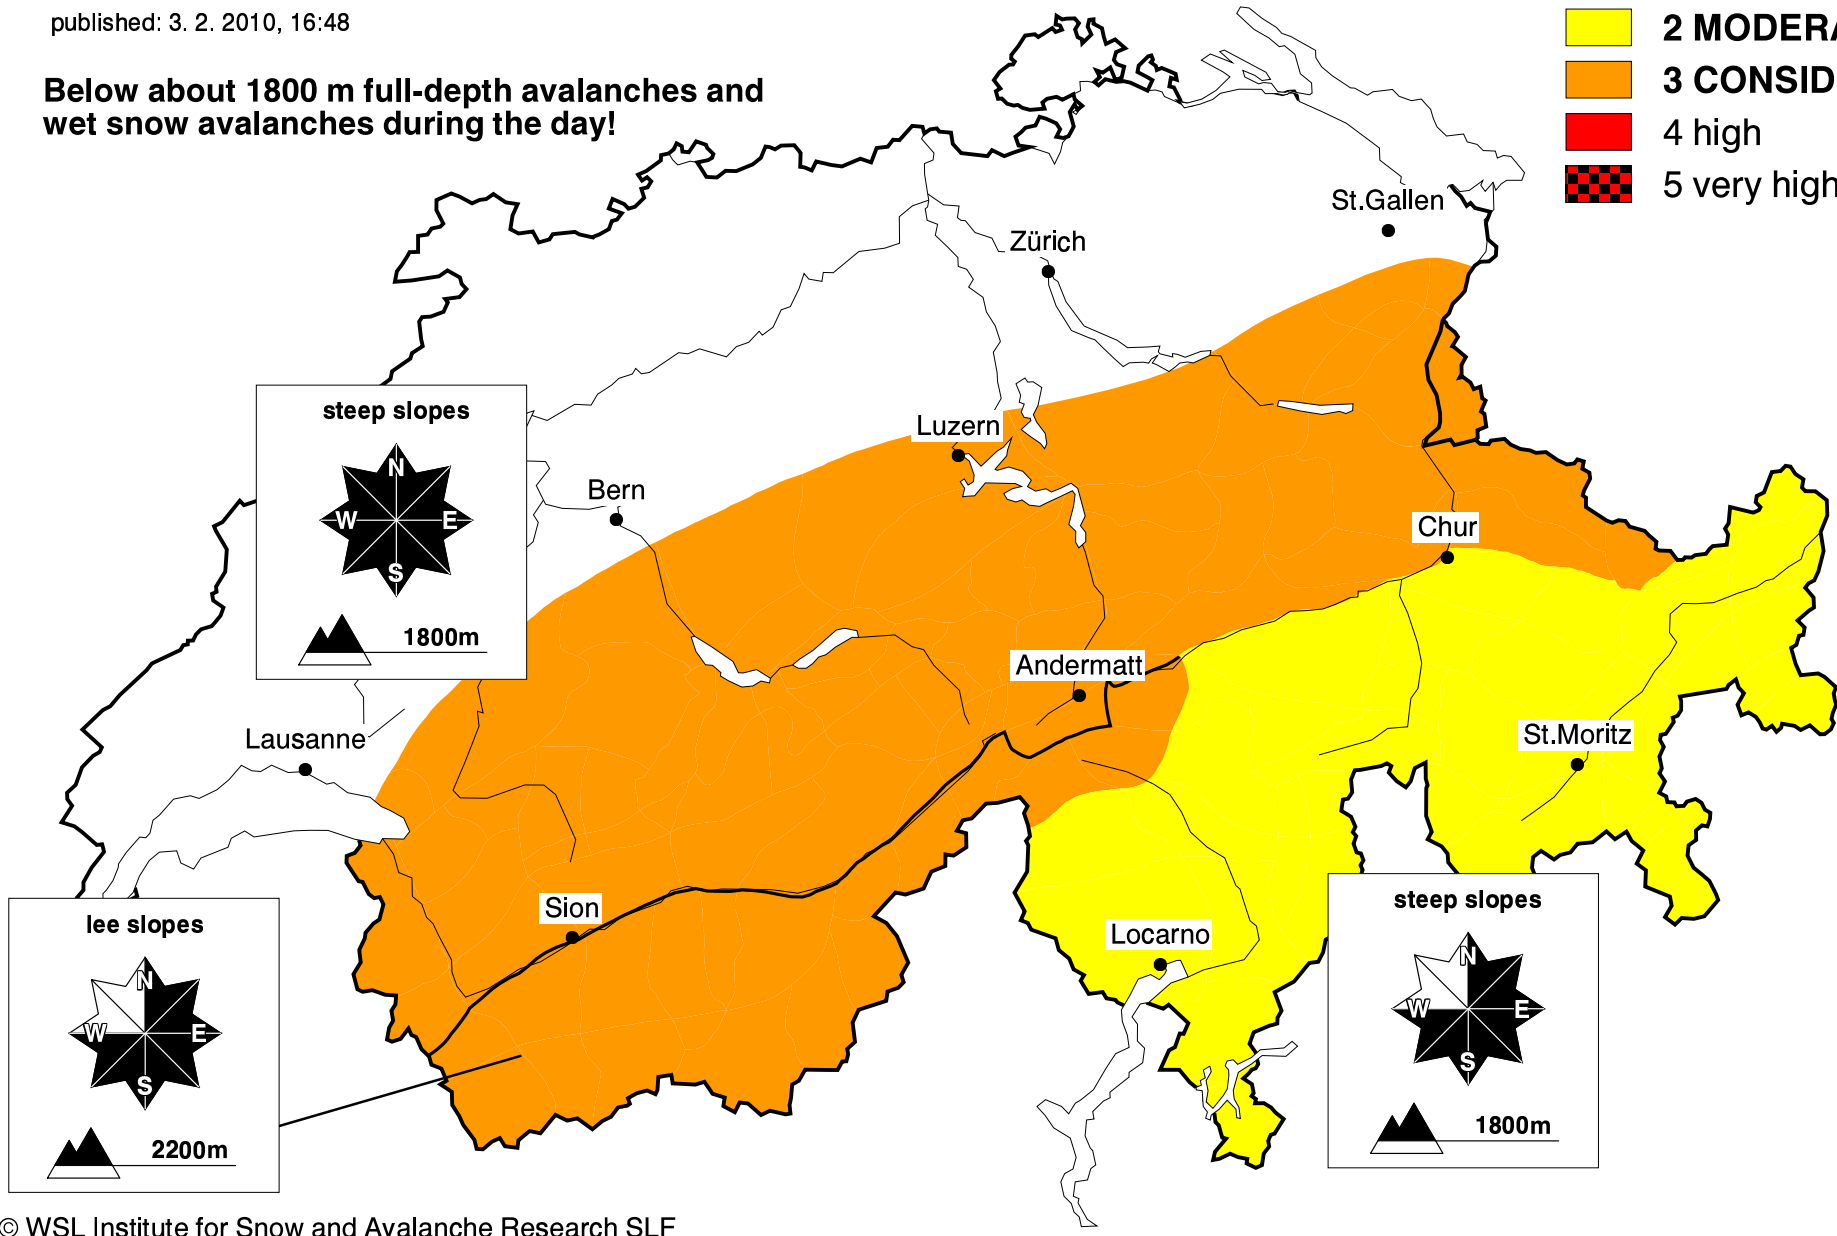 published: 3. 2. 2010, 16:48
Below about 1800 m full-depth avalanches and
wet snow avalanches during the day!
2 MODERA
3 CONSID
4 high
5 very high
St.Gallen
Zürich
steep slopes
N
W E
S
1800m
Luzern
Bern
Chur
Andermatt
St.Moritz
Lausanne
Sion
Locarno
lee slopes
N
W E
S
2200m
steep slopes
N
W E
S
1800m
© WSL Institute for Snow and Avalanche Research SLF